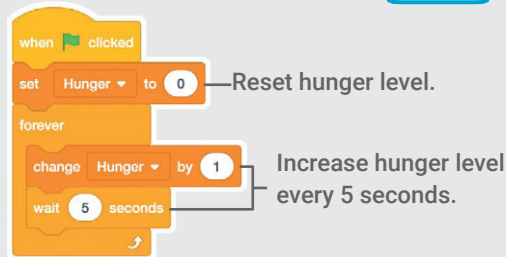 when clicked
set Hunger to 0
Reset hunger level.
forever
change Hunger by 1
Increase hunger level
every 5 seconds.
wait 5 seconds